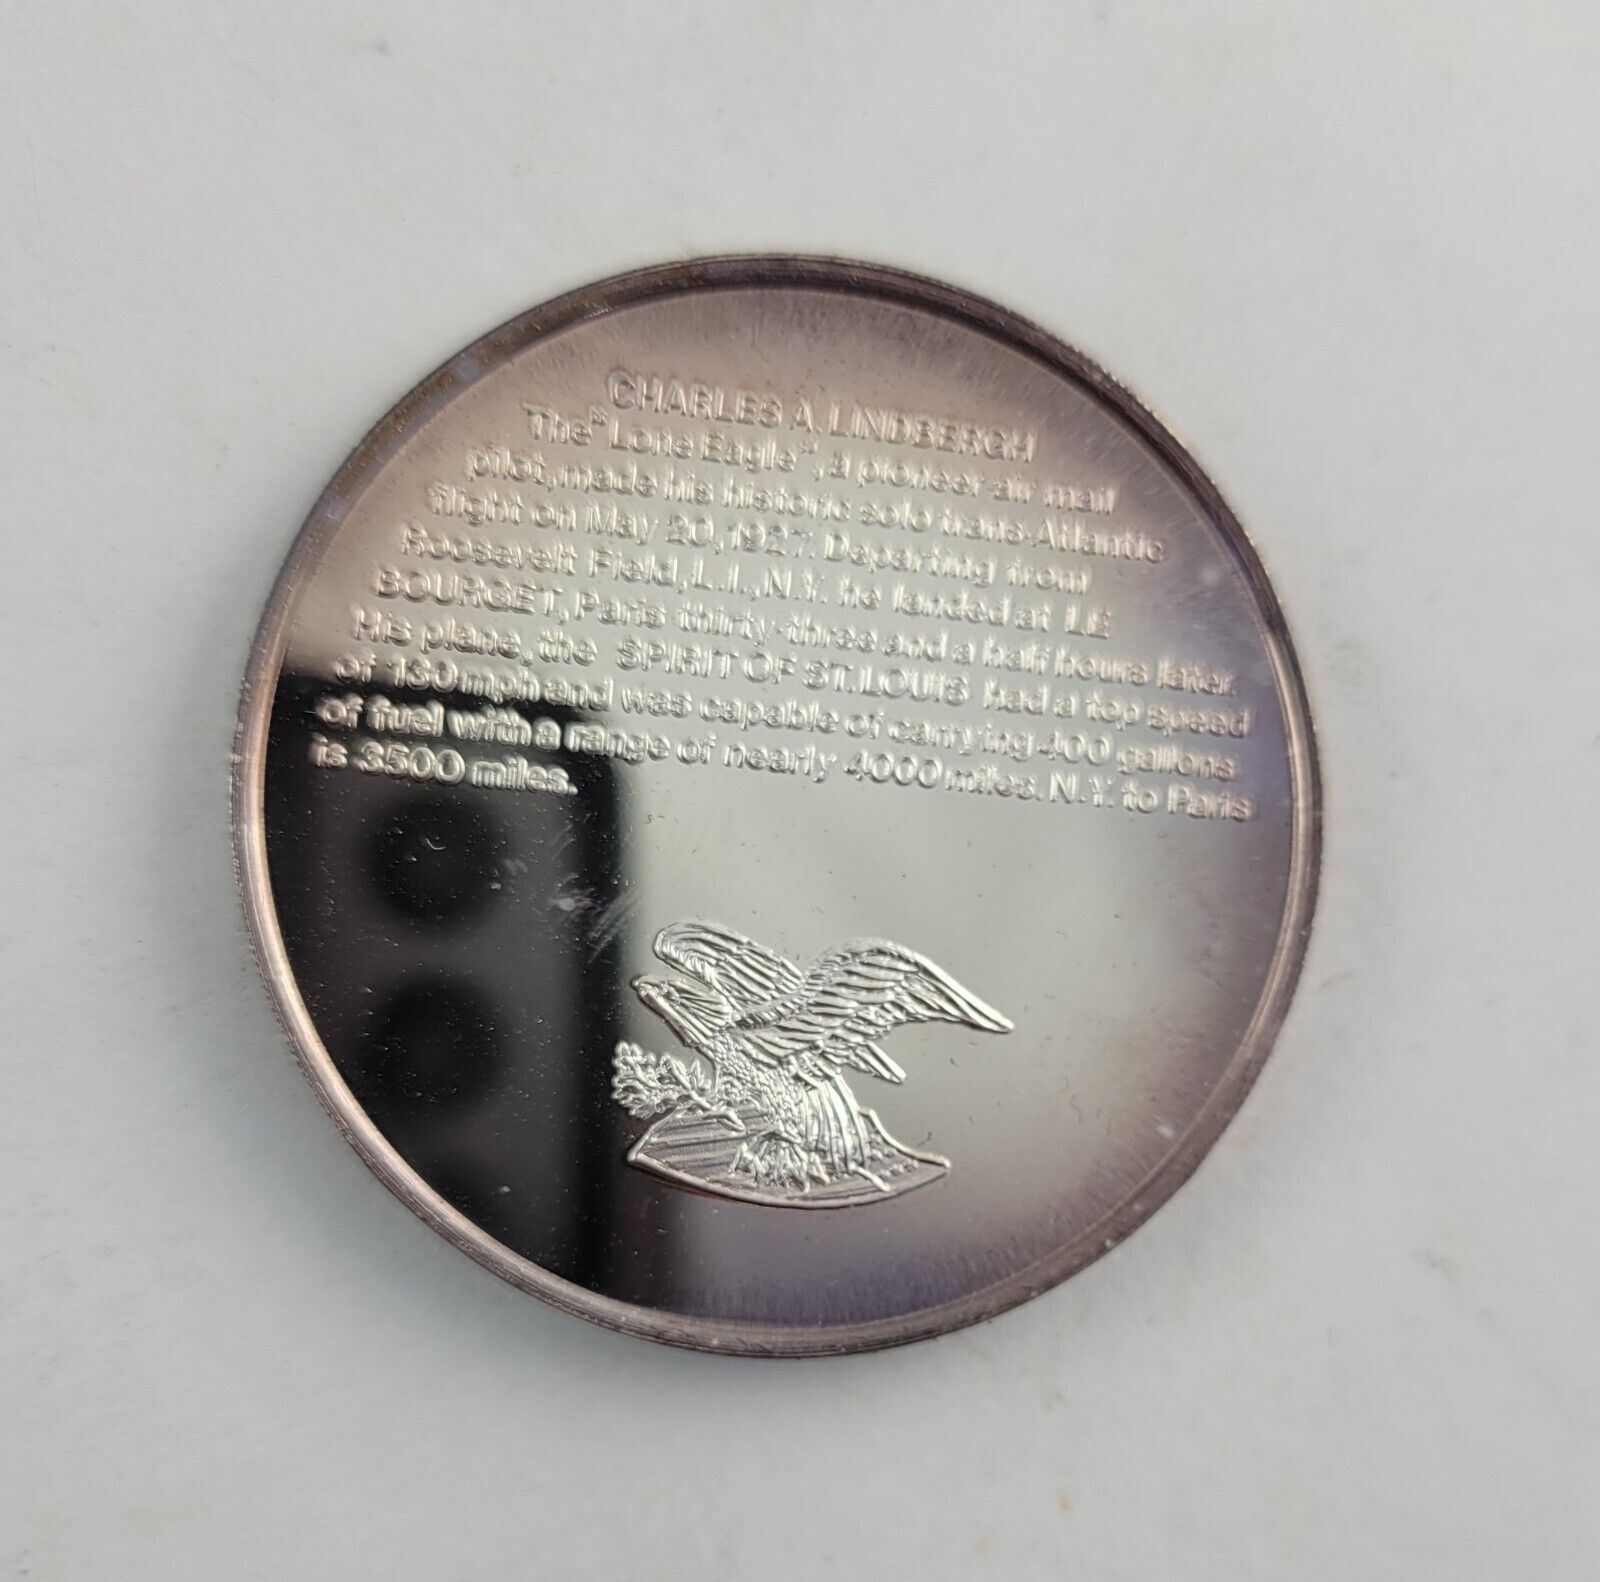 CHARLES A. LINDBERGH
The "Lone Eagle", a pioneer air mail
pilot, made his historic solo trans-Atlantic
flight on May 20, 1927. Departing from
Roosevelt Field, L.I., N.Y. he landed at LE
BOURGET, Paris thirty-three and a half hours later.
His plane, the SPIRIT OF ST. LOUIS had a top speed
of 130 mph and was capable of carrying 400 gallons
of fuel with a range of nearly 4000 miles. N.Y. to Paris
is 3500 miles.